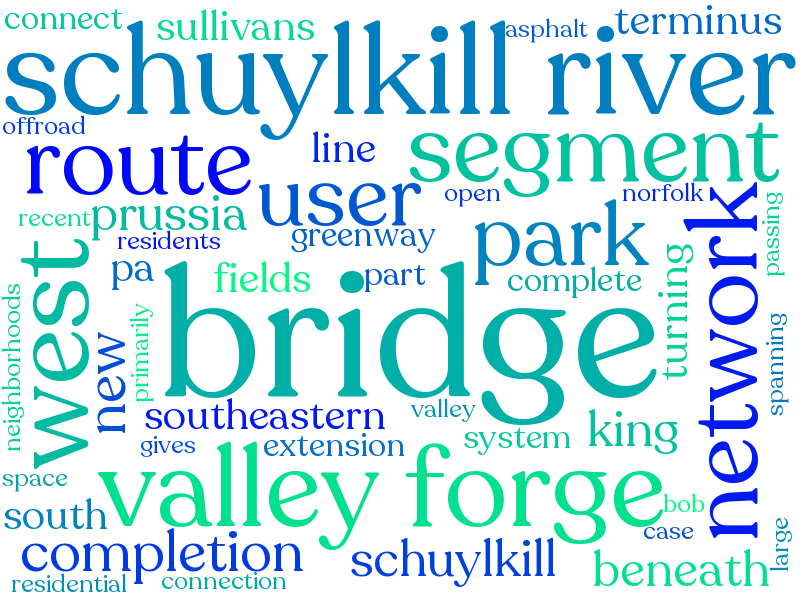 connect
sullivans
asphalt
terminus
schuylkill river
offroad
route
line
segment
recent
prussia
user
open
norfolk
passing
residents
greenway
park
pa
fields
part
complete
turning
network
west
neighborhoods
new
primarily
bridge
spanning
southeastern
valley
gives
extension
system
king
space
valley forge
bob
south
case
large
completion
schuylkill
beneath
residential
connection